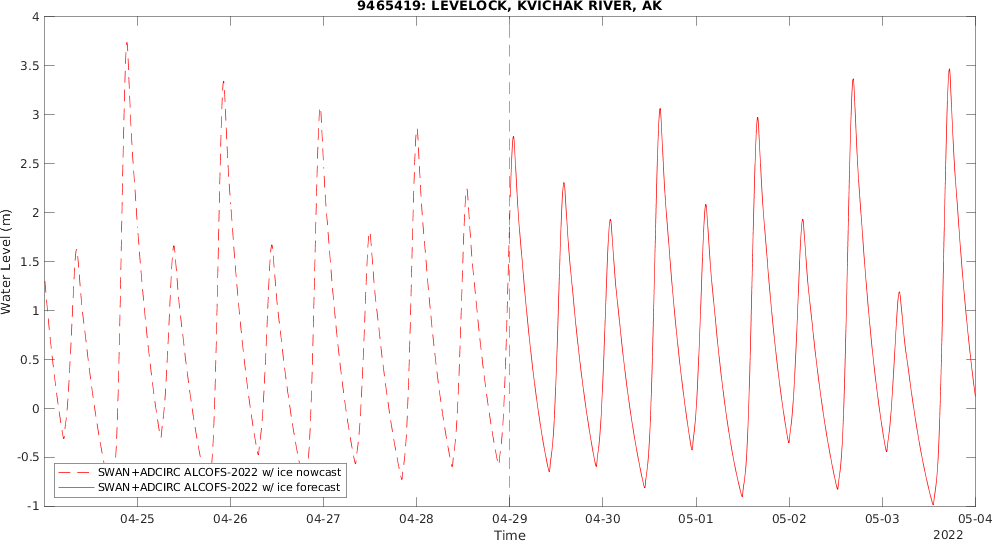 9465419: LEVELOCK, KVICHAK RIVER, AK
4
3.5
3
2.5
2
1.5
1
0.5
0
-0.5
-1
Water Level (m)
SWAN+ADCIRC ALCOFS-2022 w/ ice nowcast
SWAN+ADCIRC ALCOFS-2022 w/ ice forecast
04-25 04-26 04-27 04-28 04-29 04-30 05-01 05-02 05-03 05-04
Time
2022